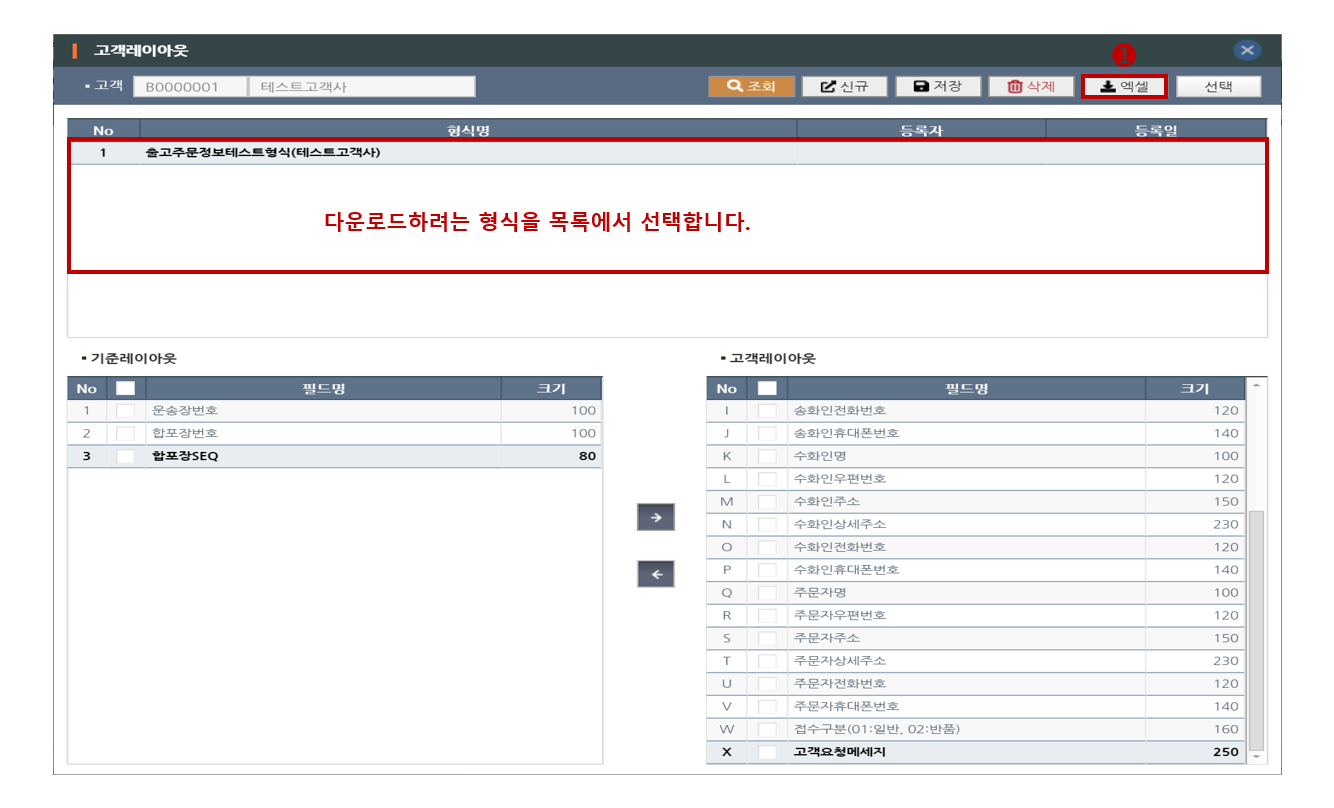 고객레이아웃
1
고객 B0000001 테스트고객사 조회 신규 저장 삭제 엑셀 선택
No 형식명 등록자 등록일
1 출고주문정보테스트형식(테스트고객사)
다운로드하려는 형식을 목록에서 선택합니다.
기준레이아웃
No 필드명 크기
1 운송장번호 100
2 합포장번호 100
3 합포장SEQ 80
고객레이아웃
No 필드명 크기
I 송화인전화번호 120
J 송화인휴대폰번호 140
K 수화인명 100
L 수화인우편번호 120
M 수화인주소 150
N 수화인상세주소 230
O 수화인전화번호 120
P 수화인휴대폰번호 140
Q 주문자명 100
R 주문자우편번호 120
S 주문자주소 150
T 주문자상세주소 230
U 주문자전화번호 120
V 주문자휴대폰번호 140
W 접수구분(01:일반, 02:반품) 160
X 고객요청메세지 250